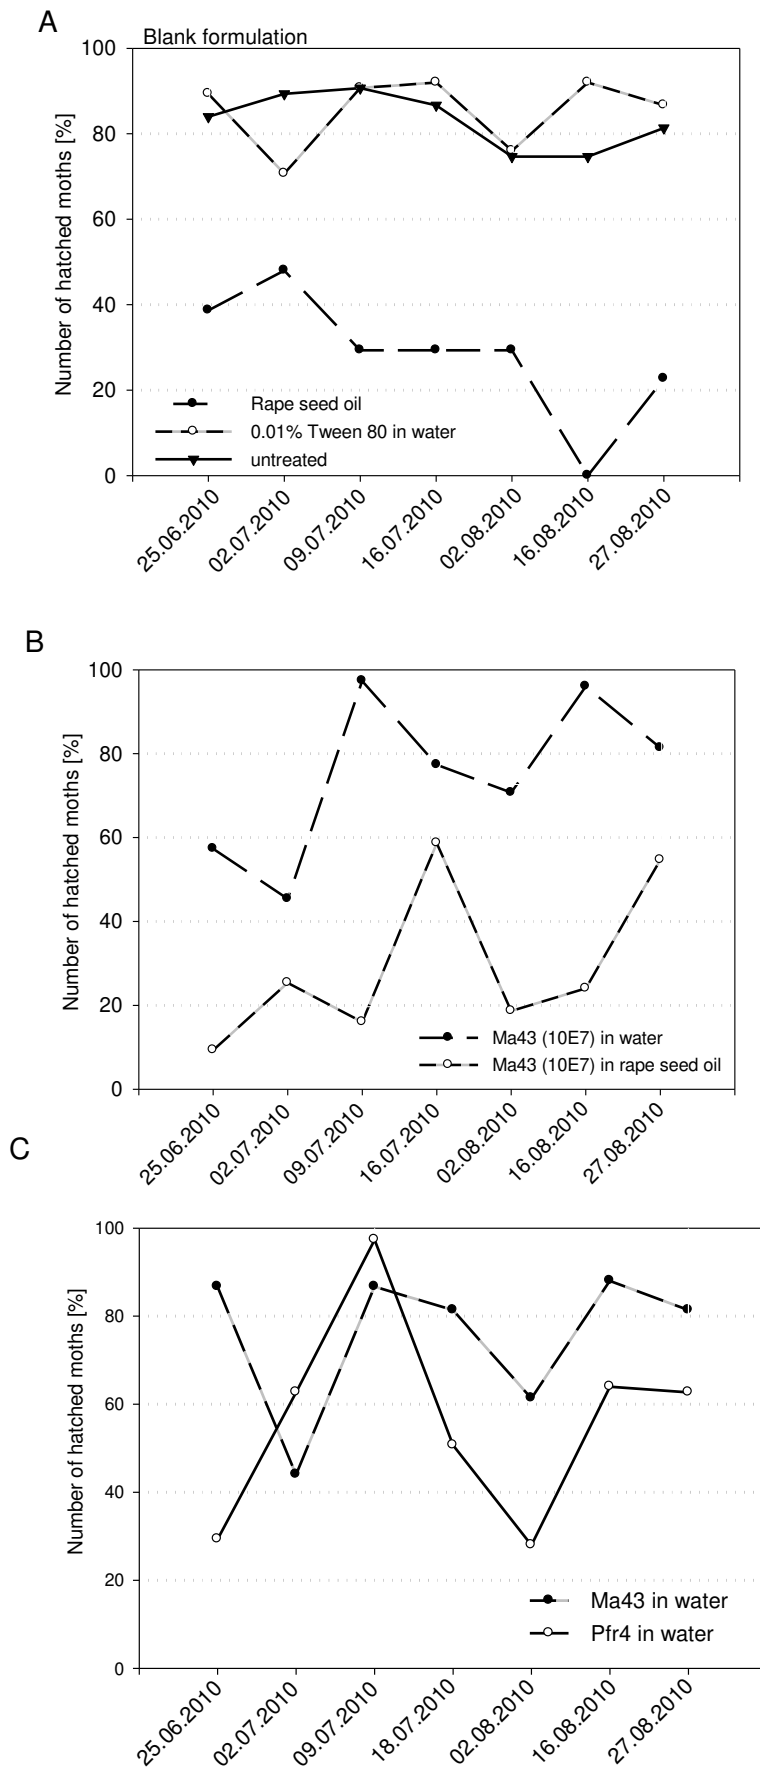 A
Blank formulation
Number of hatched moths [%]
100
80
60
40
20
0
Rape seed oil
0.01% Tween 80 in water
untreated
25.06.2010
02.07.2010
09.07.2010
16.07.2010
02.08.2010
16.08.2010
27.08.2010
B
Number of hatched moths [%]
100
80
60
40
20
0
Ma43 (10E7) in water
Ma43 (10E7) in rape seed oil
25.06.2010
02.07.2010
09.07.2010
16.07.2010
02.08.2010
16.08.2010
27.08.2010
C
Number of hatched moths [%]
100
80
60
40
20
0
Ma43 in water
Pfr4 in water
25.06.2010
02.07.2010
09.07.2010
18.07.2010
02.08.2010
16.08.2010
27.08.2010